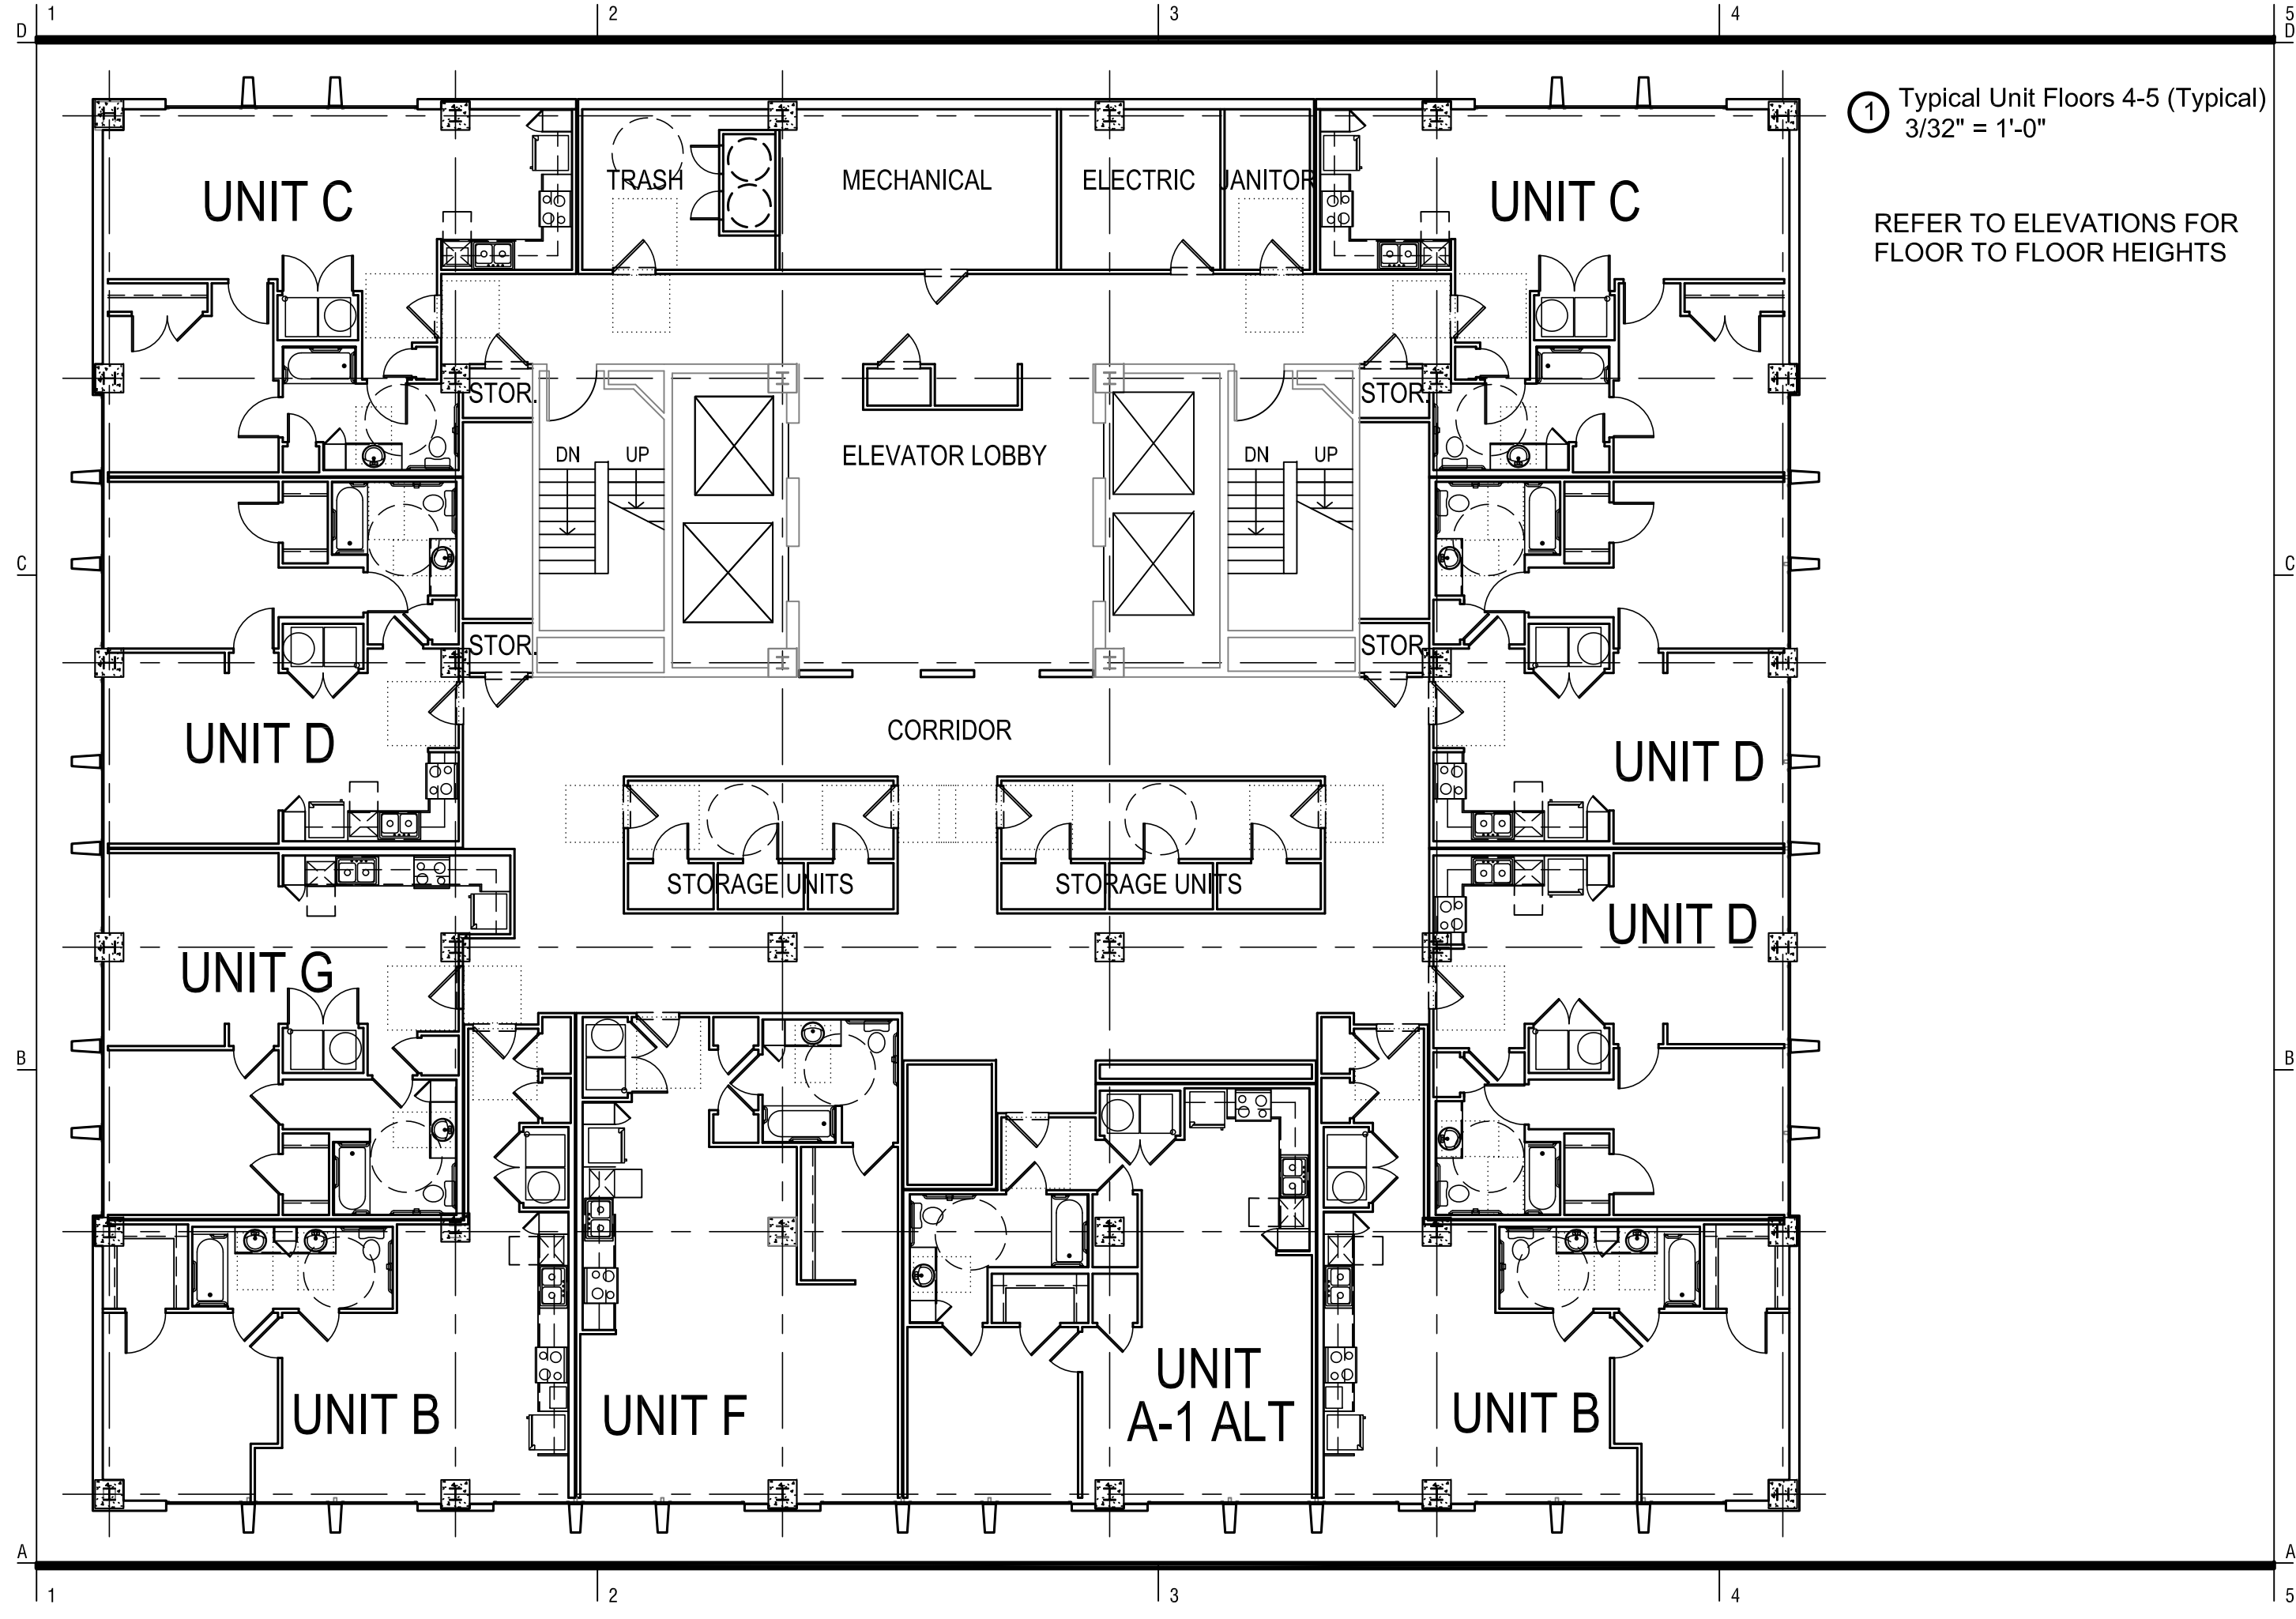 1 2 3 4 5
D D
1 Typical Unit Floors 4-5 (Typical)
3/32" = 1'-0"
REFER TO ELEVATIONS FOR
FLOOR TO FLOOR HEIGHTS
UNIT C
TRASH
MECHANICAL
ELECTRIC
JANITOR
UNIT C
STOR.
STOR.
DN UP
ELEVATOR LOBBY
DN UP
C C
STOR.
STOR.
UNIT D
CORRIDOR
UNIT D
STORAGE UNITS
STORAGE UNITS
UNIT D
UNIT G
B B
UNIT B
UNIT F
UNIT
A-1 ALT
UNIT B
A A
1 2 3 4 5